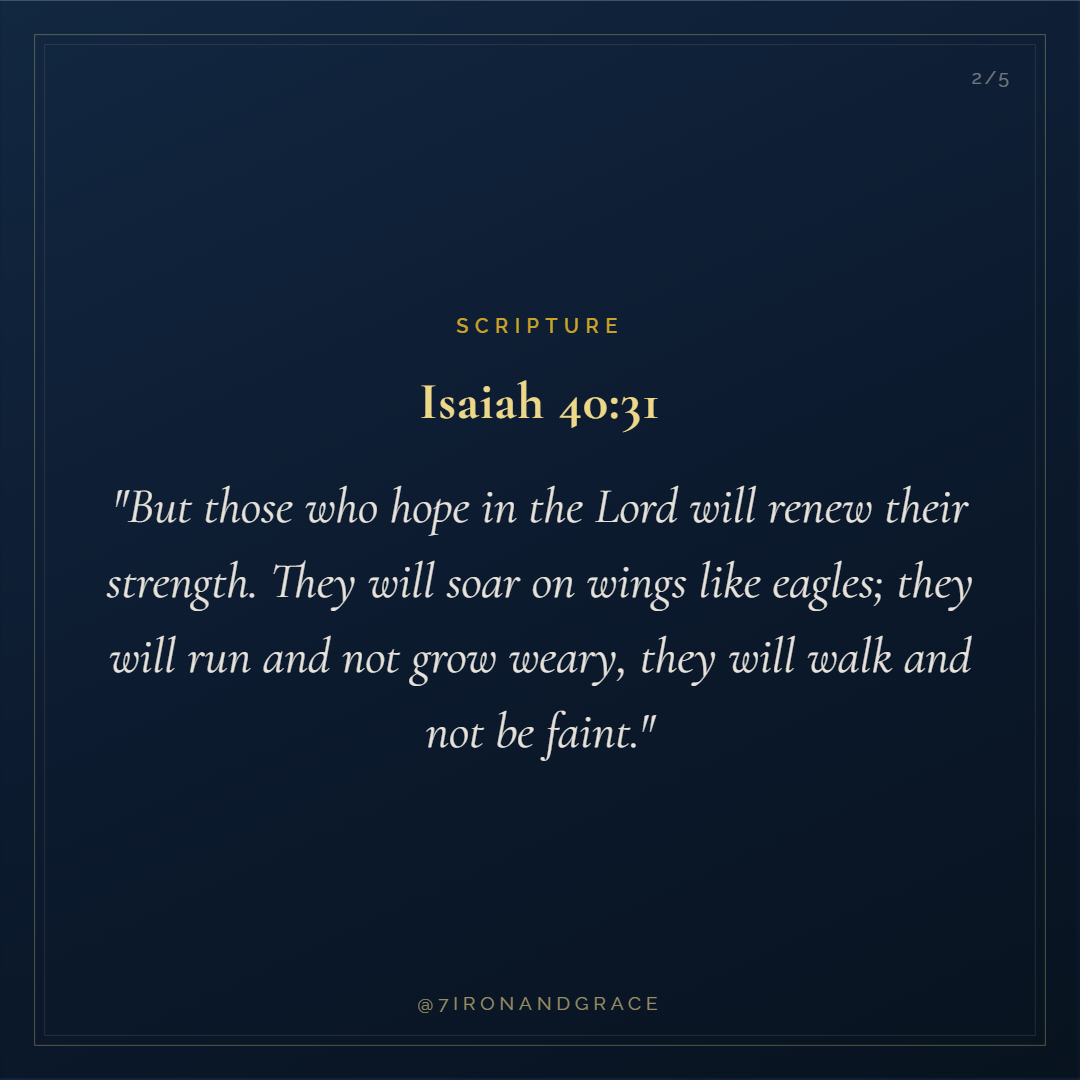 2/5
SCRIPTURE
Isaiah 40:31
"But those who hope in the Lord will renew their
strength. They will soar on wings like eagles; they
will run and not grow weary, they will walk and
not be faint."
@7IRONANDGRACE